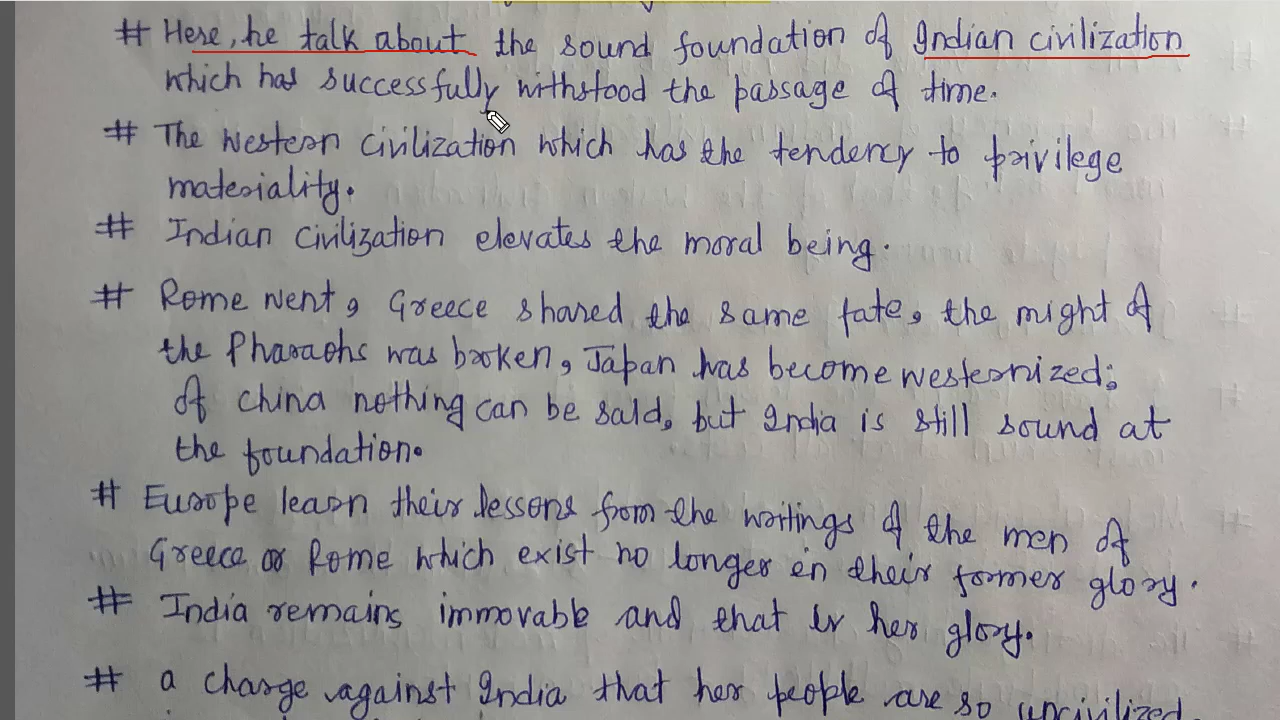 # Here, he talk about the sound foundation of Indian civilization
which has successfully withstood the passage of time.
# The western civilization which has the tendency to privilege
materiality.
# Indian civilization elevates the moral being.
# Rome went, Greece shared the same fate, the might of
the Pharaohs was broken, Japan has become westernized;
of china nothing can be said, but India is still sound at
the foundation.
# Europe learn their lessons from the writings of the men of
Greece or Rome which exist no longer in their former glory.
# India remains immovable and that is her glory.
# a charge against India that her people are so uncivilized,